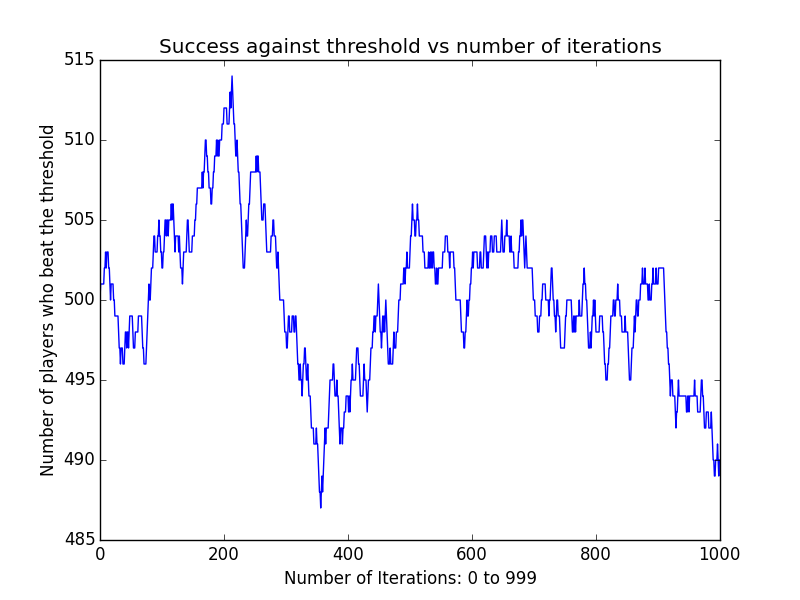 Success against threshold vs number of iterations
515
510
505
500
495
490
485
Number of players who beat the threshold
0 200 400 600 800 1000
Number of Iterations: 0 to 999